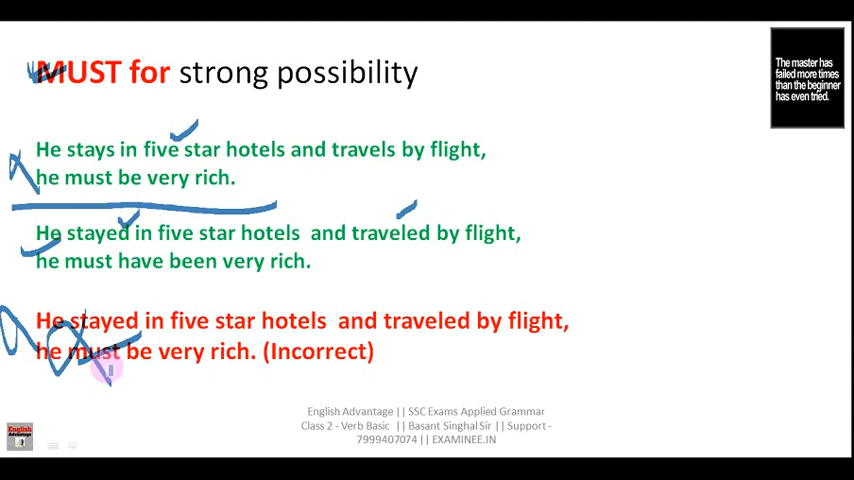 MUST for strong possibility
The master has
failed more times
than the beginner
has even tried.
He stays in five star hotels and travels by flight,
he must be very rich.
He stayed in five star hotels  and traveled by flight,
he must have been very rich.
He stayed in five star hotels  and traveled by flight,
he must be very rich. (Incorrect)
English Advantage || SSC Exams Applied Grammar
Class 2 - Verb Basic  || Basant Singhal Sir || Support -
7999407074 || EXAMINEE.IN
English
Advantage